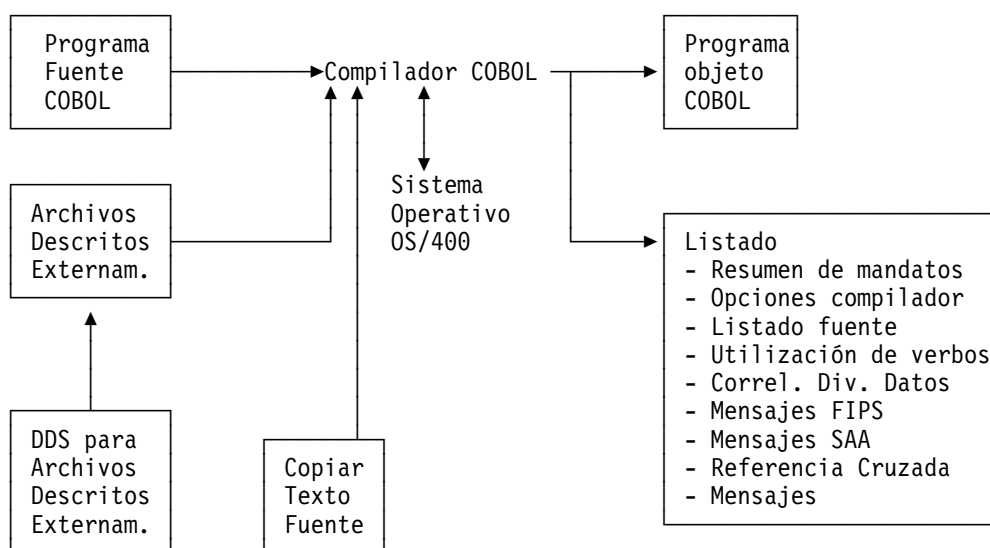 Programa
Fuente
COBOL
Compilador COBOL
Programa
objeto
COBOL
Sistema
Operativo
OS/400
Archivos
Descritos
Externam.
Listado
- Resumen de mandatos
- Opciones compilador
- Listado fuente
- Utilización de verbos
- Correl. Div. Datos
- Mensajes FIPS
- Mensajes SAA
- Referencia Cruzada
- Mensajes
DDS para
Archivos
Descritos
Externam.
Copiar
Texto
Fuente